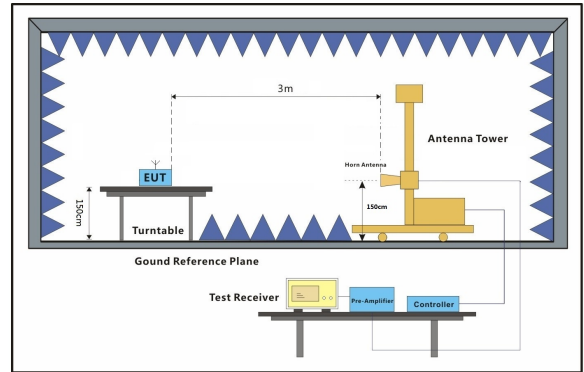 3m
Antenna Tower
Horn Antenna
EUT
150cm
150cm
Turntable
Gound Reference Plane
Test Receiver
Pre-Amplifier
Controller